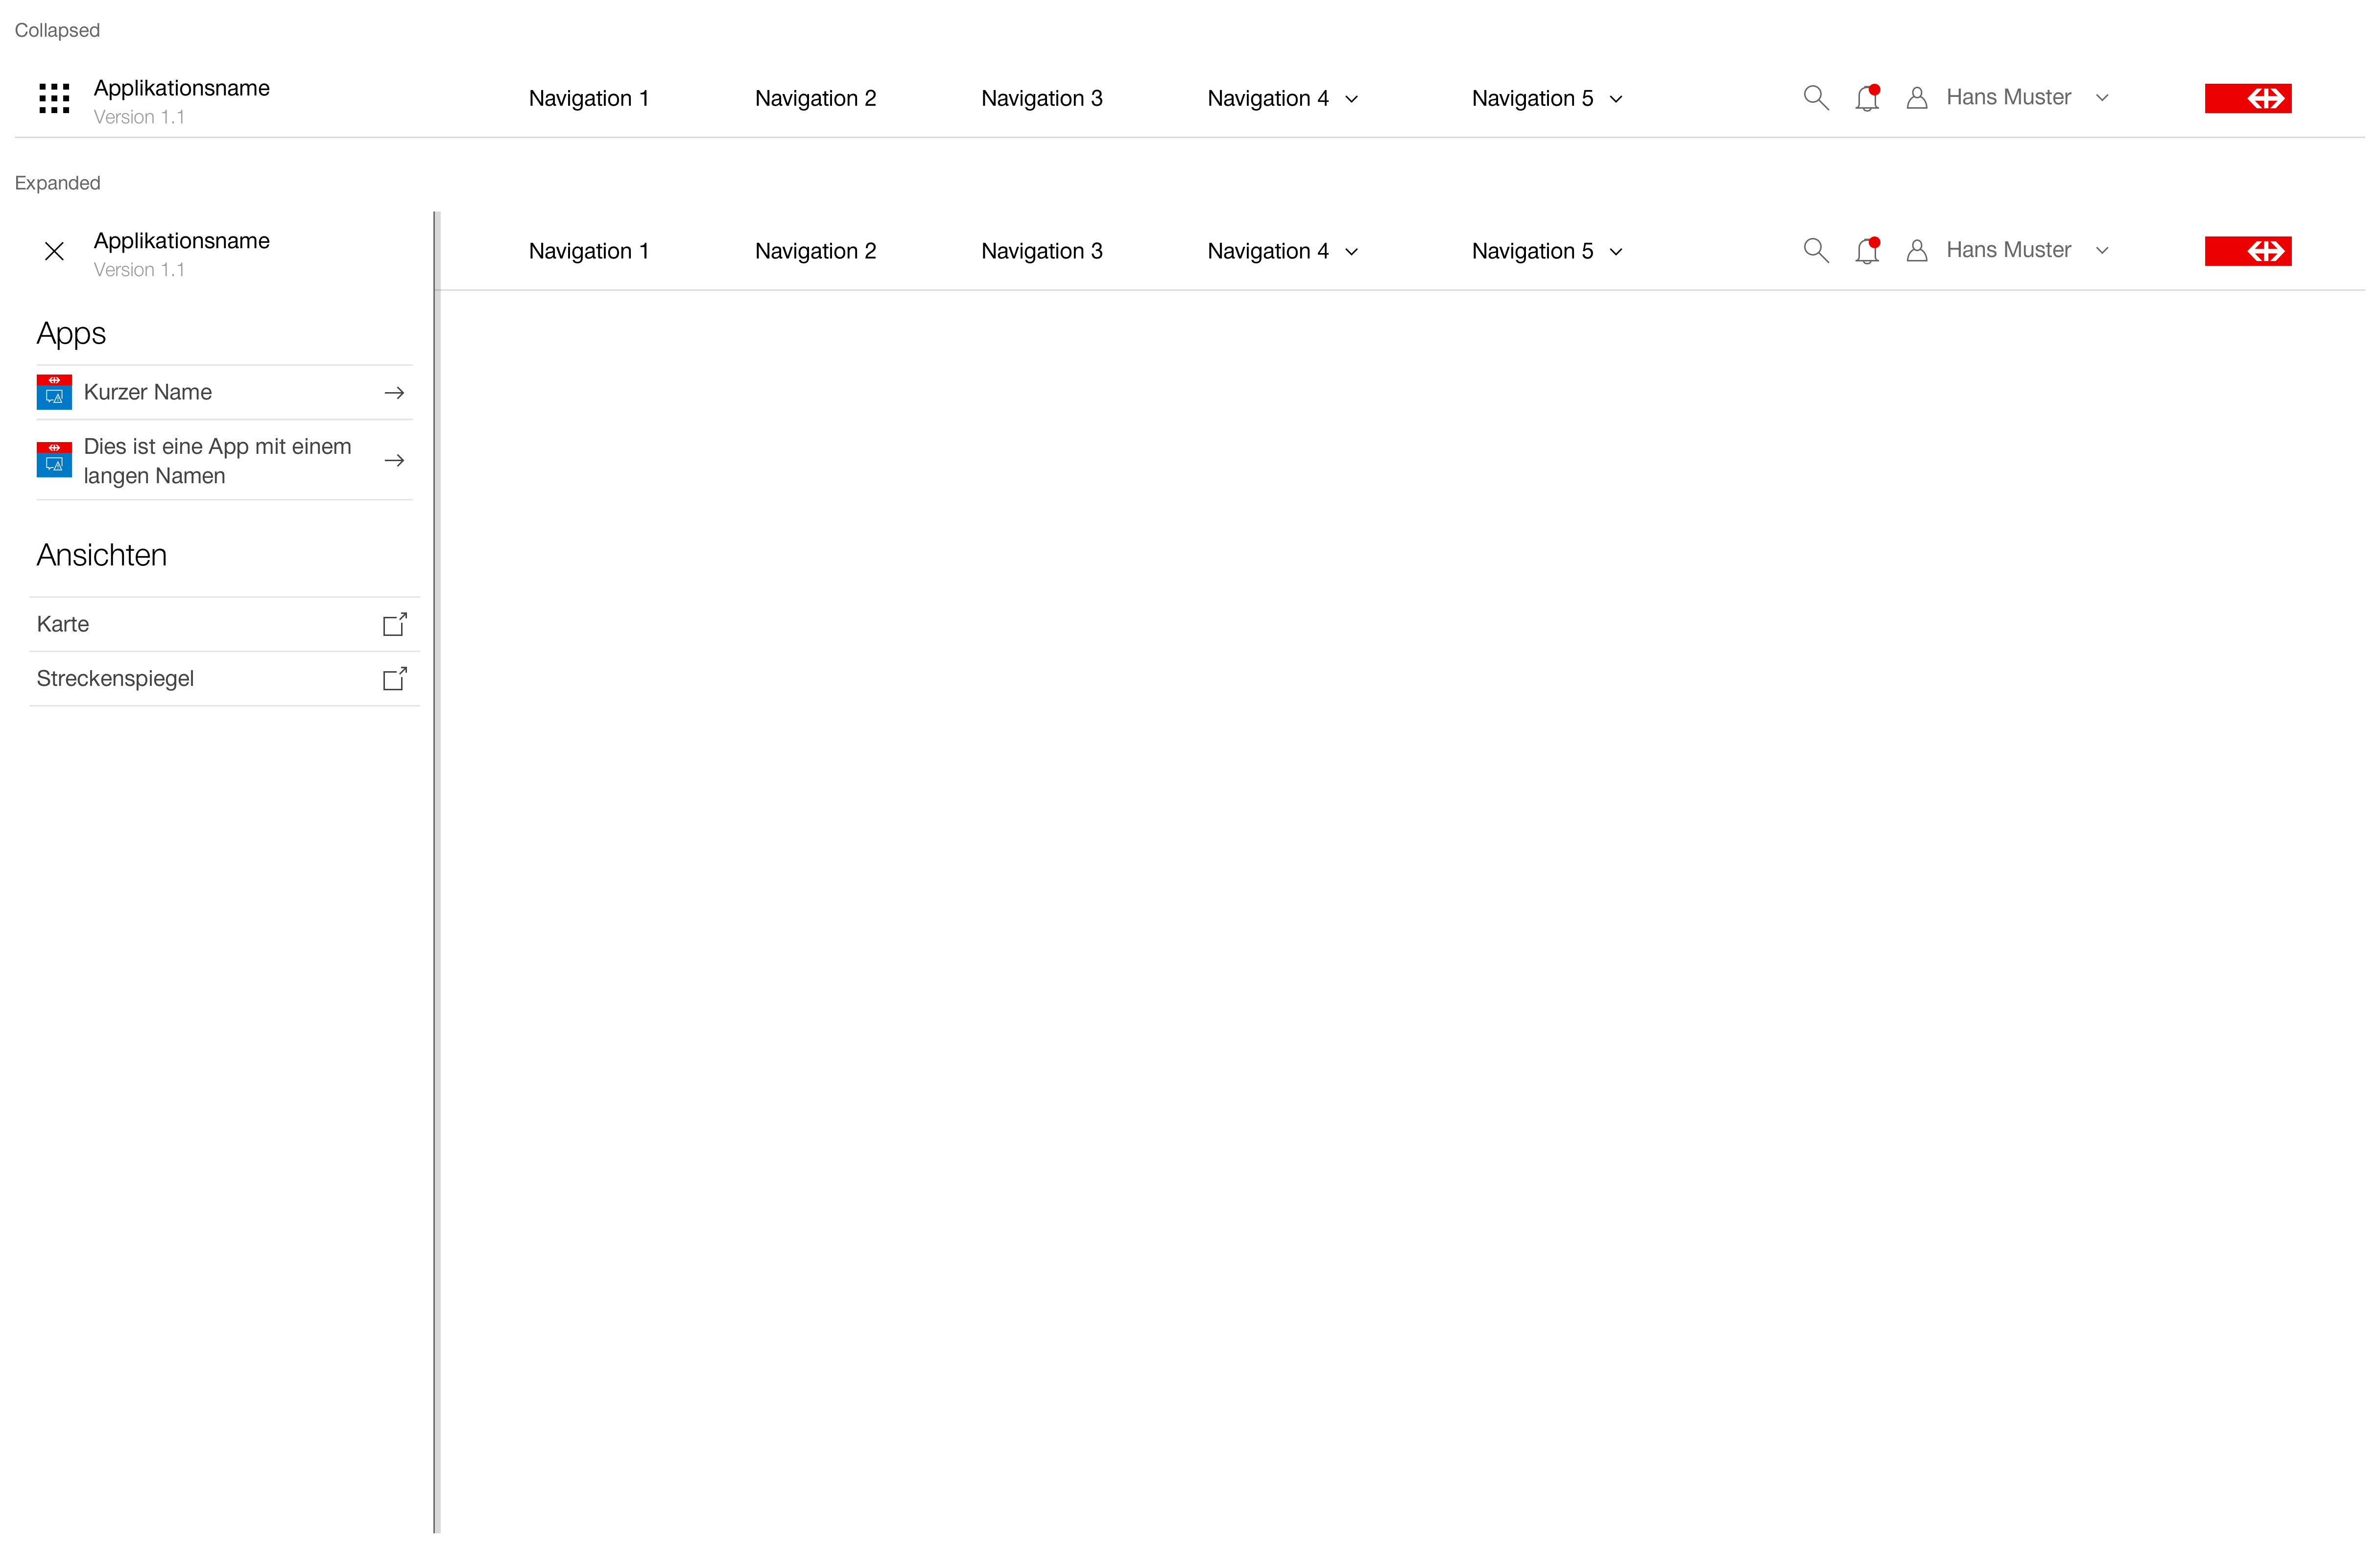 Collapsed
Applikationsname
Version 1.1
Navigation 1
Navigation 2
Navigation 3
Navigation 4
Navigation 5
Hans Muster
Expanded
Applikationsname
Version 1.1
Navigation 1
Navigation 2
Navigation 3
Navigation 4
Navigation 5
Hans Muster
Apps
Kurzer Name
Dies ist eine App mit einem
langen Namen
Ansichten
Karte
Streckenspiegel